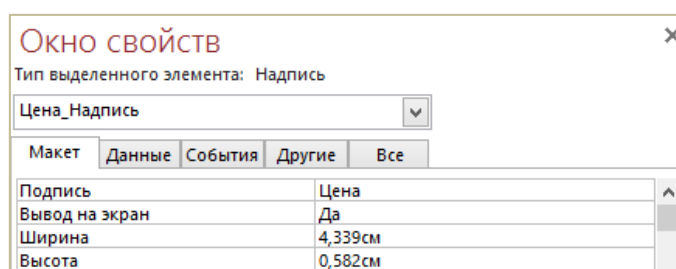 Окно свойств
Тип выделенного элемента: Надпись
Цена_Надпись
Макет Данные События Другие Все
Подпись Цена
Вывод на экран Да
Ширина 4,339см
Высота 0,582см